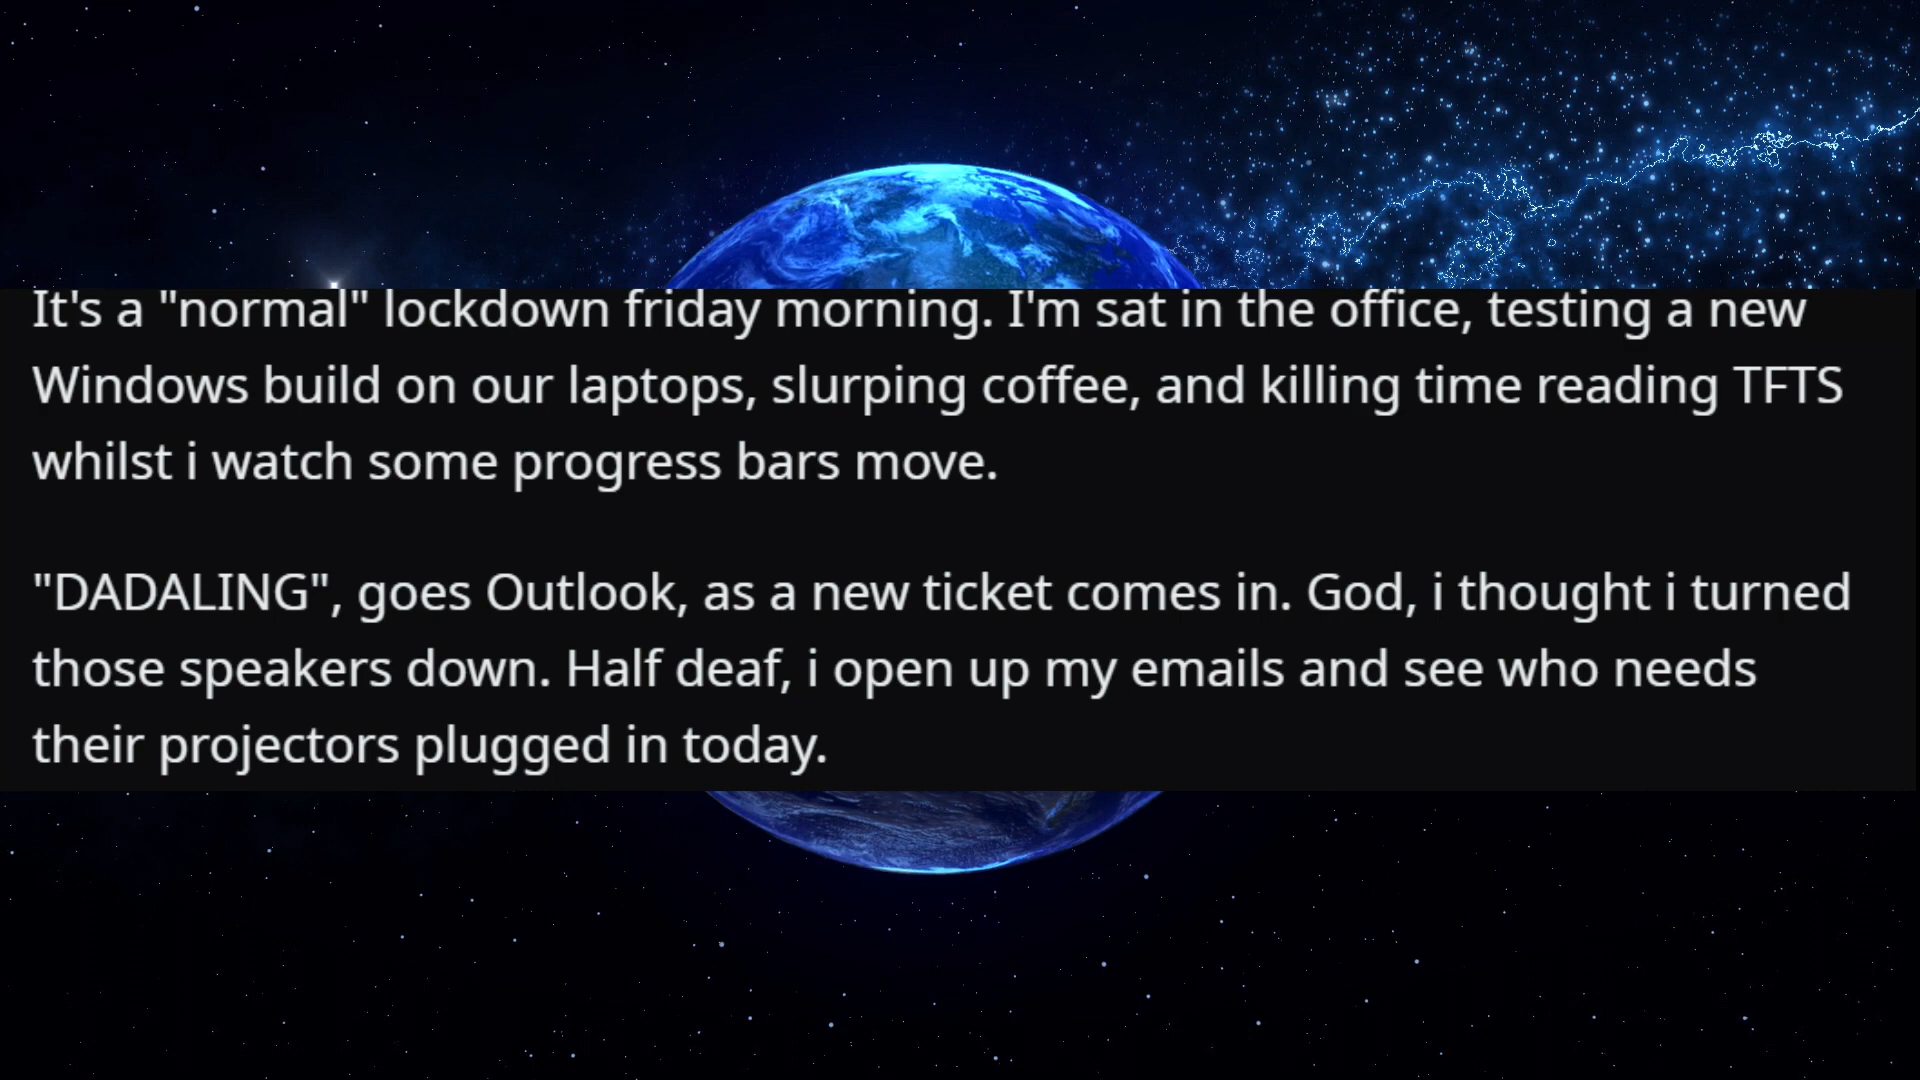 It's a "normal" lockdown friday morning. I'm sat in the office, testing a new
Windows build on our laptops, slurping coffee, and killing time reading TFTS
whilst i watch some progress bars move.
"DADALING", goes Outlook, as a new ticket comes in. God, i thought i turned
those speakers down. Half deaf, i open up my emails and see who needs
their projectors plugged in today.